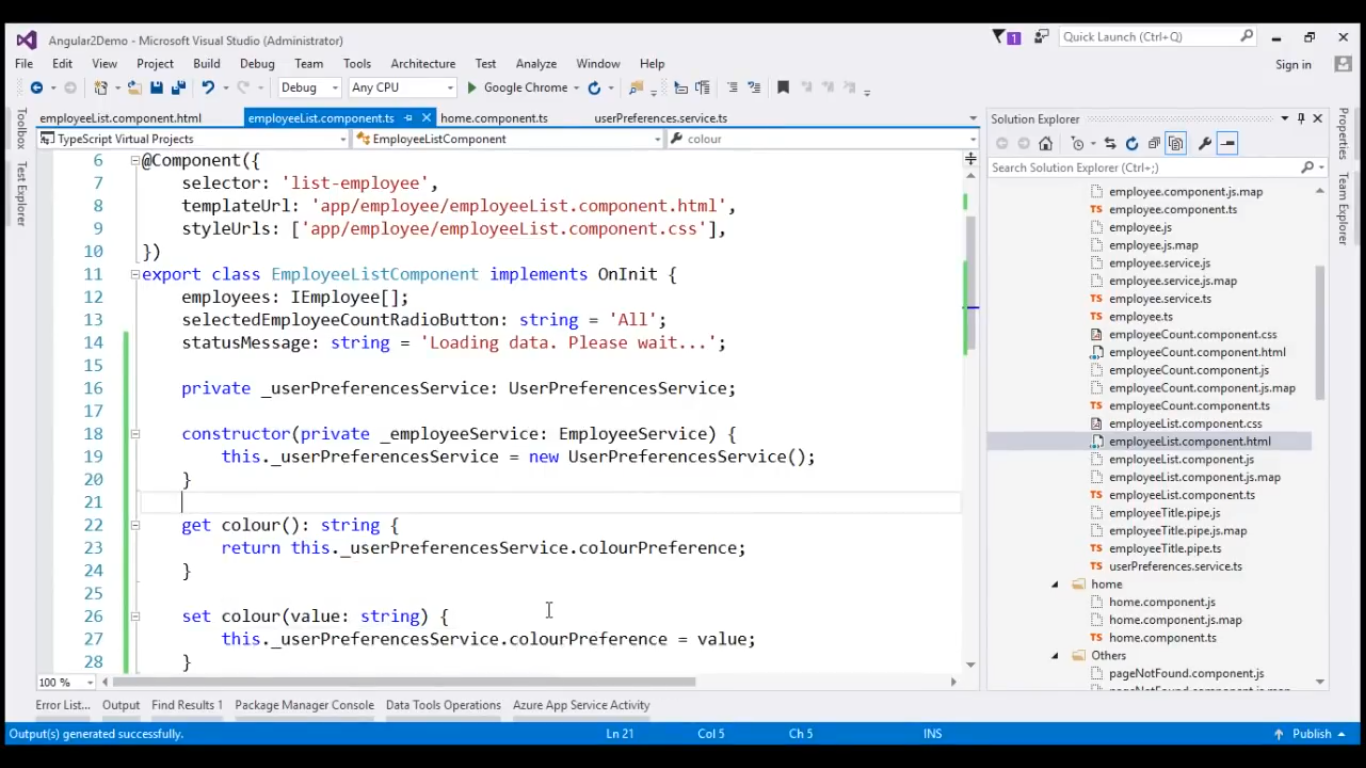 Angular2Demo - Microsoft Visual Studio (Administrator)
1
Quick Launch (Ctrl+Q)
File Edit View Project Build Debug Team Tools Architecture Test Analyze Window Help
Sign in
Debug Any CPU Google Chrome
Toolbox
Test Explorer
employeeList.component.html employeeList.component.ts home.component.ts userPreferences.service.ts
TypeScript Virtual Projects EmployeeListComponent colour
6 @Component({
7 selector: 'list-employee',
8 templateUrl: 'app/employee/employeeList.component.html',
9 styleUrls: ['app/employee/employeeList.component.css'],
10 })
11 export class EmployeeListComponent implements OnInit {
12 employees: IEmployee[];
13 selectedEmployeeCountRadioButton: string = 'All';
14 statusMessage: string = 'Loading data. Please wait...';
15
16 private _userPreferencesService: UserPreferencesService;
17
18 constructor(private _employeeService: EmployeeService) {
19 this._userPreferencesService = new UserPreferencesService();
20 }
21
22 get colour(): string {
23 return this._userPreferencesService.colourPreference;
24 }
25
26 set colour(value: string) {
27 this._userPreferencesService.colourPreference = value;
28 }
100 %
Solution Explorer
Search Solution Explorer (Ctrl+;)
employee.component.js.map
TS employee.component.ts
employee.js
employee.js.map
employee.service.js
employee.service.js.map
TS employee.service.ts
TS employee.ts
employeeCount.component.css
employeeCount.component.html
employeeCount.component.js
employeeCount.component.js.map
TS employeeCount.component.ts
employeeList.component.css
employeeList.component.html
employeeList.component.js
employeeList.component.js.map
TS employeeList.component.ts
employeeTitle.pipe.js
employeeTitle.pipe.js.map
TS employeeTitle.pipe.ts
TS userPreferences.service.ts
home
home.component.js
home.component.js.map
TS home.component.ts
Others
pageNotFound.component.js
pageNotFound.component.js.map
Properties
Team Explorer
Error List... Output Find Results 1 Package Manager Console Data Tools Operations Azure App Service Activity
Output(s) generated successfully. Ln 21 Col 5 Ch 5 INS Publish